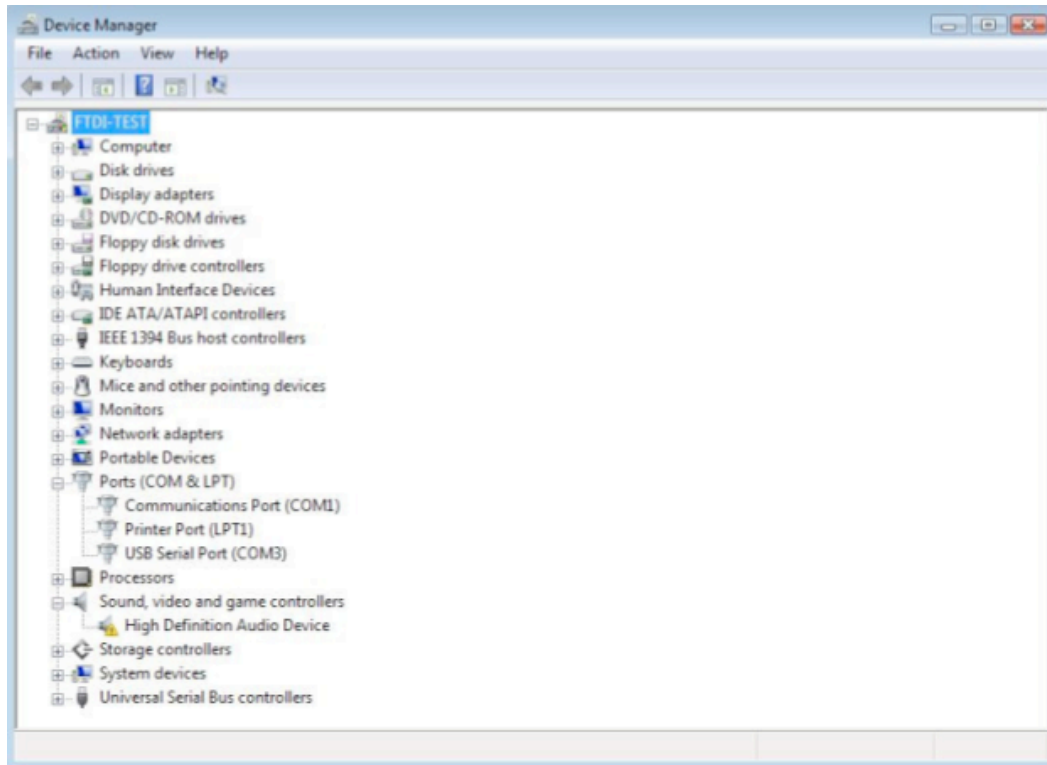 Device Manager
File Action View Help
FTDI-TEST
Computer
Disk drives
Display adapters
DVD/CD-ROM drives
Floppy disk drives
Floppy drive controllers
Human Interface Devices
IDE ATA/ATAPI controllers
IEEE 1394 Bus host controllers
Keyboards
Mice and other pointing devices
Monitors
Network adapters
Portable Devices
Ports (COM & LPT)
Communications Port (COM1)
Printer Port (LPT1)
USB Serial Port (COM3)
Processors
Sound, video and game controllers
High Definition Audio Device
Storage controllers
System devices
Universal Serial Bus controllers